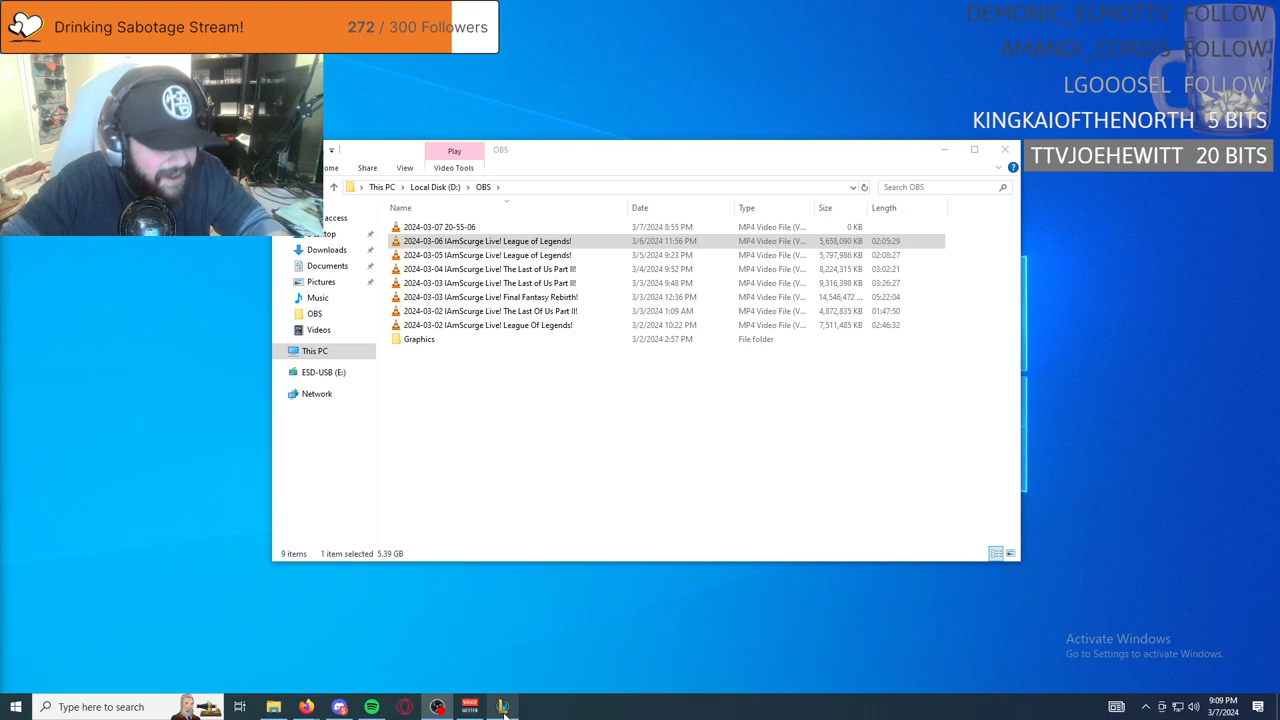 Drinking Sabotage Stream!
272 / 300 Followers
DEMONIC_ELMOTTV FOLLOW
AMANDI_CORDIS FOLLOW
LGOOOSEL FOLLOW
KINGKAIOFTHENORTH 5 BITS
TTVJOEHEWITT 20 BITS
Play
OBS
ome
Share
View
Video Tools
This PC > Local Disk (D:) > OBS >
Search OBS
Name
Date
Type
Size
Length
2024-03-07 20-55-06 3/7/2024 8:55 PM MP4 Video File (V... 0 KB
2024-03-06 IAmScurge Live! League of Legends! 3/6/2024 11:56 PM MP4 Video File (V... 5,658,090 KB 02:05:29
2024-03-05 IAmScurge Live! League of Legends! 3/5/2024 9:23 PM MP4 Video File (V... 5,797,986 KB 02:08:27
2024-03-04 IAmScurge Live! The Last of Us Part II! 3/4/2024 9:52 PM MP4 Video File (V... 8,224,315 KB 03:02:21
2024-03-03 IAmScurge Live! The Last of Us Part II! 3/3/2024 9:48 PM MP4 Video File (V... 9,316,398 KB 03:26:27
2024-03-03 IAmScurge Live! Final Fantasy Rebirth! 3/3/2024 12:36 PM MP4 Video File (V... 14,546,472 ... 05:22:04
2024-03-02 IAmScurge Live! The Last Of Us Part II! 3/3/2024 1:09 AM MP4 Video File (V... 4,872,835 KB 01:47:50
2024-03-02 IAmScurge Live! League Of Legends! 3/2/2024 10:22 PM MP4 Video File (V... 7,511,485 KB 02:46:32
Graphics 3/2/2024 2:57 PM File folder
access
Downloads
Documents
Pictures
Music
OBS
Videos
This PC
ESD-USB (E:)
Network
9 items 1 item selected 5.39 GB
Activate Windows
Go to Settings to activate Windows.
Type here to search
9:09 PM
3/7/2024